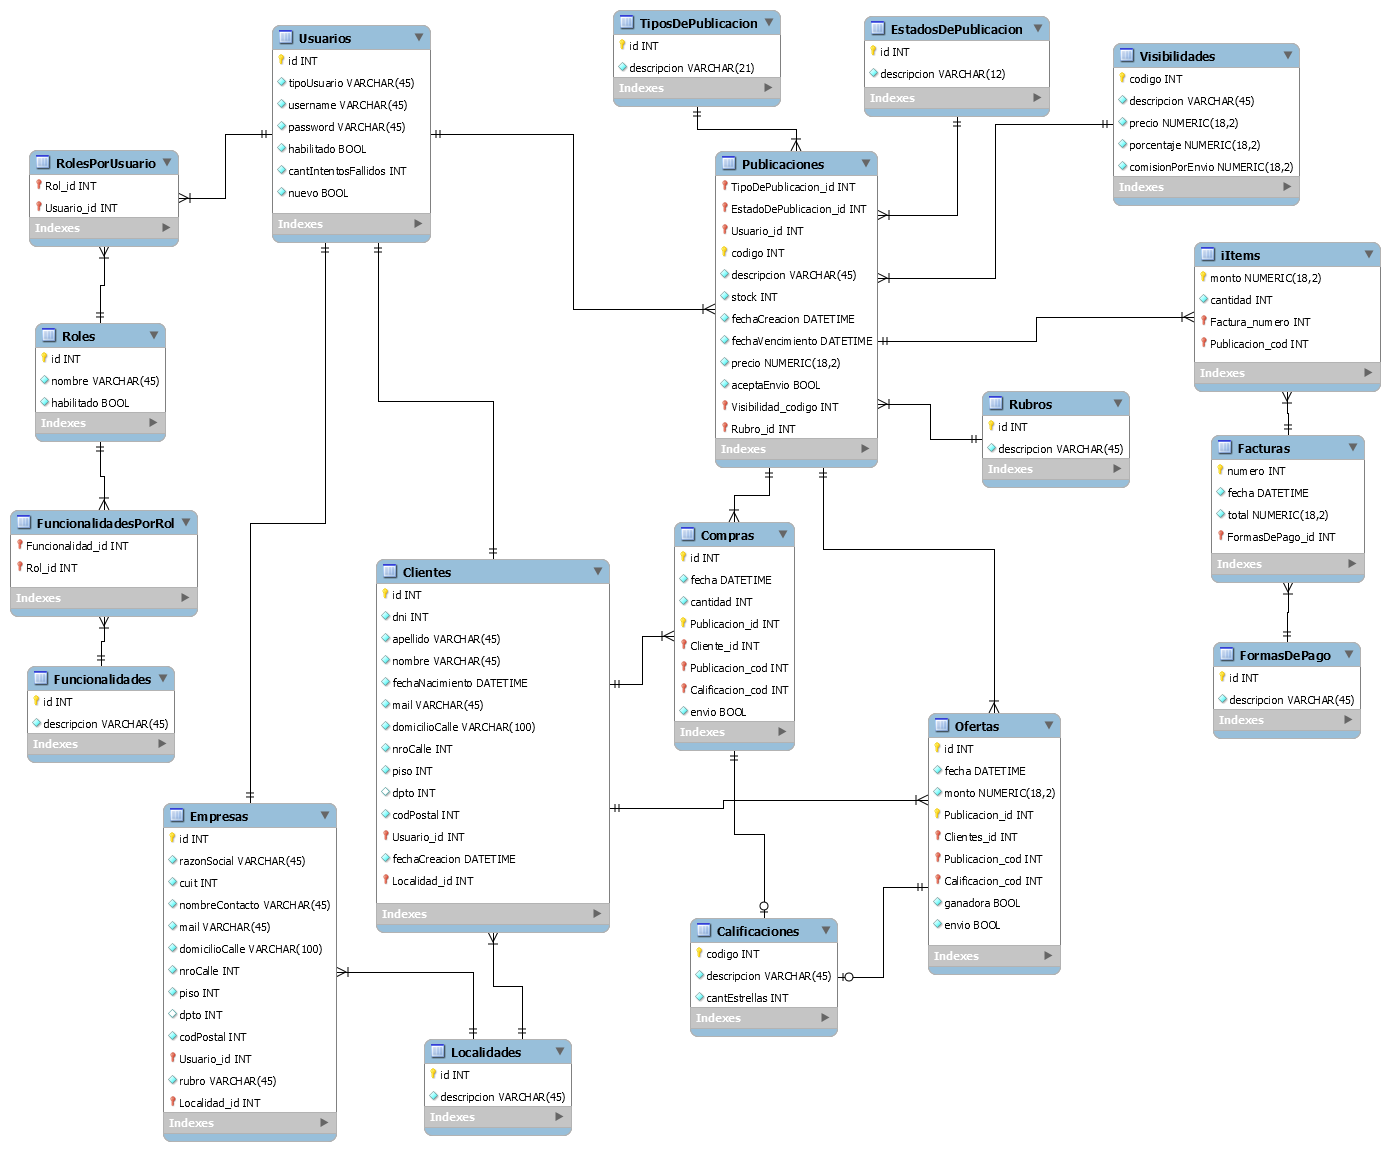 Usuarios
id INT
tipoUsuario VARCHAR(45)
username VARCHAR(45)
password VARCHAR(45)
habilitado BOOL
cantIntentosFallidos INT
nuevo BOOL
Indexes
TiposDePublicacion
id INT
descripcion VARCHAR(21)
Indexes
EstadosDePublicacion
id INT
descripcion VARCHAR(12)
Indexes
Visibilidades
codigo INT
descripcion VARCHAR(45)
precio NUMERIC(18,2)
porcentaje NUMERIC(18,2)
comisionPorEnvio NUMERIC(18,2)
Indexes
RolesPorUsuario
Rol_id INT
Usuario_id INT
Indexes
Publicaciones
TipoDePublicacion_id INT
EstadoDePublicacion_id INT
Usuario_id INT
codigo INT
descripcion VARCHAR(45)
stock INT
fechaCreacion DATETIME
fechaVencimiento DATETIME
precio NUMERIC(18,2)
aceptaEnvio BOOL
Visibilidad_codigo INT
Rubro_id INT
Indexes
iItems
monto NUMERIC(18,2)
cantidad INT
Factura_numero INT
Publicacion_cod INT
Indexes
Roles
id INT
nombre VARCHAR(45)
habilitado BOOL
Indexes
Rubros
id INT
descripcion VARCHAR(45)
Indexes
Facturas
numero INT
fecha DATETIME
total NUMERIC(18,2)
FormasDePago_id INT
Indexes
FuncionalidadesPorRol
Funcionalidad_id INT
Rol_id INT
Indexes
Compras
id INT
fecha DATETIME
cantidad INT
Publicacion_id INT
Cliente_id INT
Publicacion_cod INT
Calificacion_cod INT
envio BOOL
Indexes
Clientes
id INT
dni INT
apellido VARCHAR(45)
nombre VARCHAR(45)
fechaNacimiento DATETIME
mail VARCHAR(45)
domicilioCalle VARCHAR(100)
nroCalle INT
piso INT
dpto INT
codPostal INT
Usuario_id INT
fechaCreacion DATETIME
Localidad_id INT
Indexes
FormasDePago
id INT
descripcion VARCHAR(45)
Indexes
Funcionalidades
id INT
descripcion VARCHAR(45)
Indexes
Ofertas
id INT
fecha DATETIME
monto NUMERIC(18,2)
Publicacion_id INT
Clientes_id INT
Publicacion_cod INT
Calificacion_cod INT
ganadora BOOL
envio BOOL
Indexes
Empresas
id INT
razonSocial VARCHAR(45)
cuit INT
nombreContacto VARCHAR(45)
mail VARCHAR(45)
domicilioCalle VARCHAR(100)
nroCalle INT
piso INT
dpto INT
codPostal INT
Usuario_id INT
rubro VARCHAR(45)
Localidad_id INT
Indexes
Calificaciones
codigo INT
descripcion VARCHAR(45)
cantEstrellas INT
Indexes
Localidades
id INT
descripcion VARCHAR(45)
Indexes